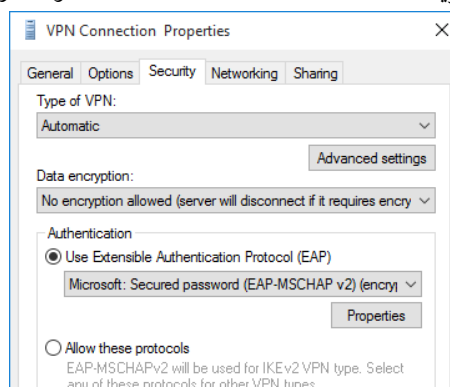 VPN Connection Properties
General Options Security Networking Sharing
Type of VPN:
Automatic
Advanced settings
Data encryption:
No encryption allowed (server will disconnect if it requires encry
Authentication
Use Extensible Authentication Protocol (EAP)
Microsoft: Secured password (EAP-MSCHAP v2) (encry
Properties
Allow these protocols
EAP-MSCHAPv2 will be used for IKEv2 VPN type. Select
any of these protocols for other VPN types.